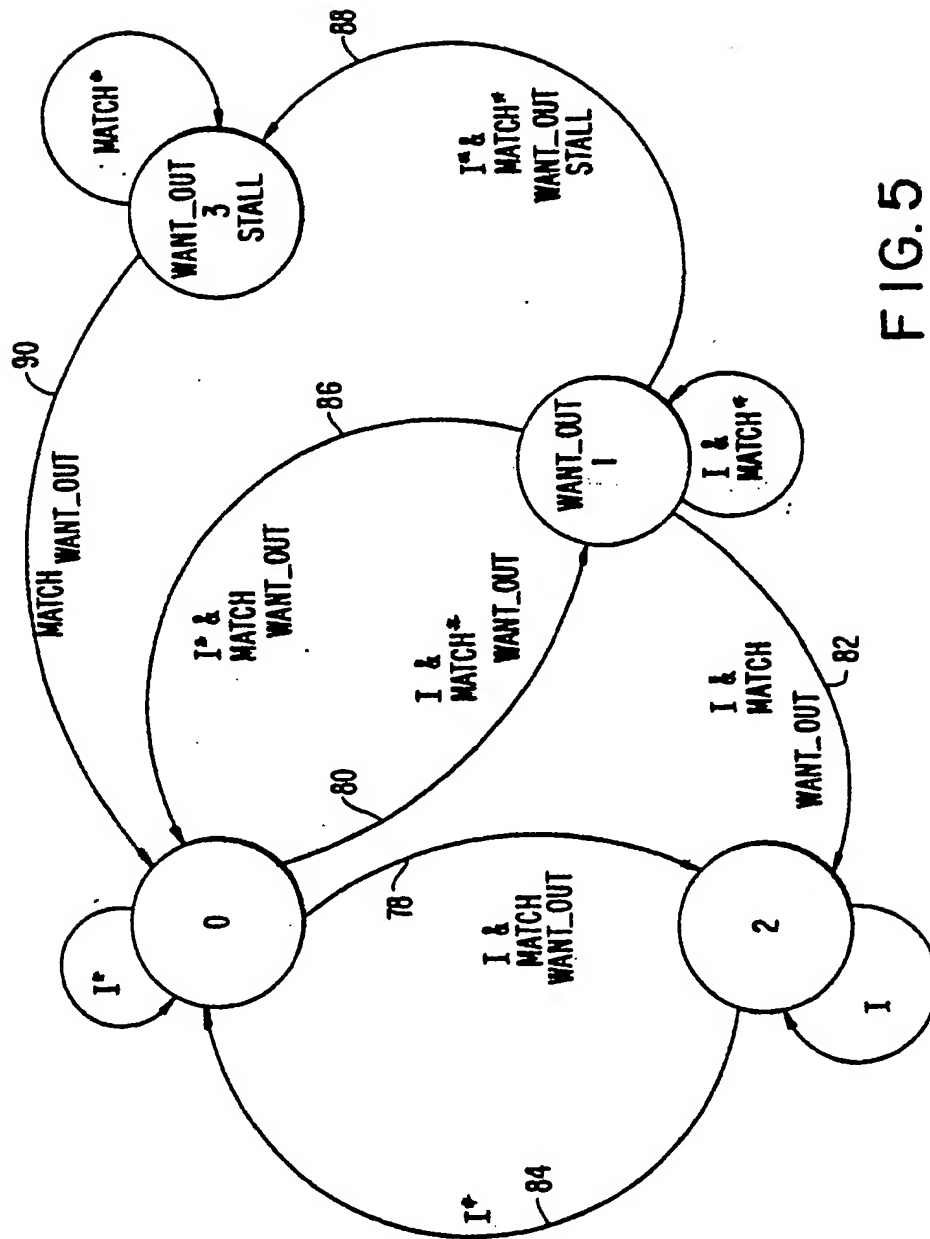 MATCH*
WANT_OUT
3
STALL
88
I* &
MATCH*
WANT_OUT
STALL
90
MATCH
WANT_OUT
86
I* &
MATCH
WANT_OUT
I &
MATCH*
WANT_OUT
80
WANT_OUT
1
I &
MATCH*
I &
MATCH
WANT_OUT
82
I*
0
78
I &
MATCH
WANT_OUT
2
I
I*
84
FIG. 5